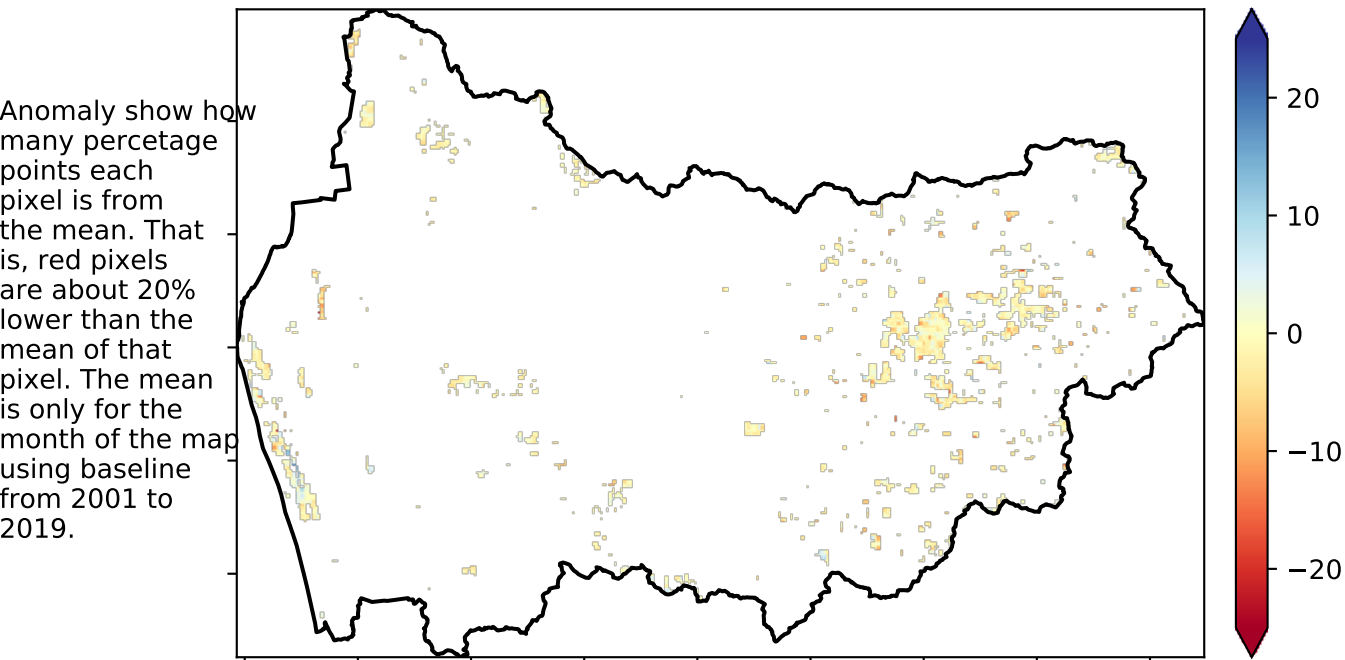 Anomaly show how
many percetage
points each
pixel is from
the mean. That
is, red pixels
are about 20%
lower than the
mean of that
pixel. The mean
is only for the
month of the map
using baseline
from 2001 to
2019.
20
10
0
−10
−20